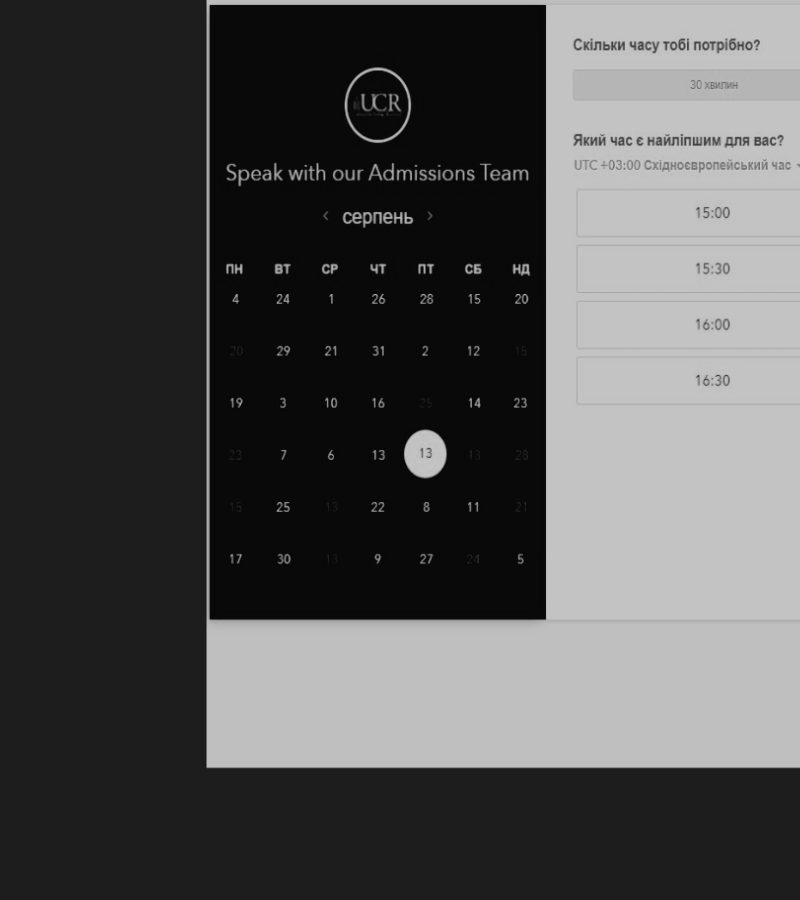 UCR
Speak with our Admissions Team
‹ серпень ›
ПН ВТ СР ЧТ ПТ СБ НД
4 24 1 26 28 15 20
20 29 21 31 2 12 15
19 3 10 16 25 14 23
23 7 6 13 13 13 28
15 25 13 22 8 11 21
17 30 13 9 27 24 5
Скільки часу тобі потрібно?
30 хвилин
Який час є найліпшим для вас?
UTC +03:00 Східноєвропейський час
15:00
15:30
16:00
16:30